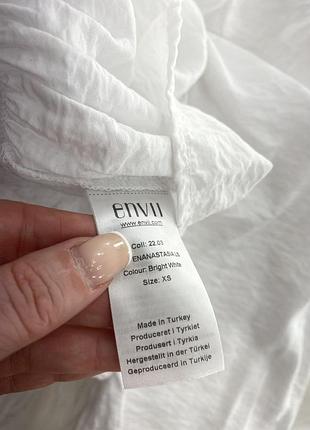 envii
www.envii.com
Coll: 22.03
ENANASTASIA LS
Colour: Bright White
Size: XS
Made in Turkey
Produceret i Tyrkiet
Produsert i Tyrkia
Hergestellt in der Türkei
Geproduceerd in Turkije